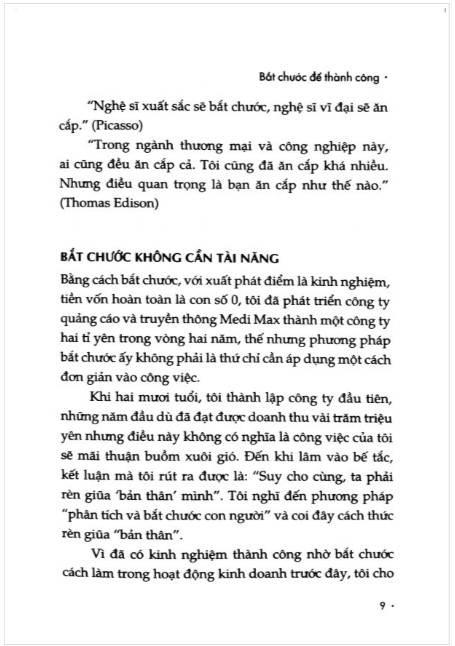 Bắt chước để thành công •
“Nghệ sĩ xuất sắc sẽ bắt chước, nghệ sĩ vĩ đại sẽ ăn
cắp.” (Picasso)
“Trong ngành thương mại và công nghiệp này,
ai cũng đều ăn cắp cả. Tôi cũng đã ăn cắp khá nhiều.
Nhưng điều quan trọng là bạn ăn cắp như thế nào.”
(Thomas Edison)
BẮT CHƯỚC KHÔNG CẦN TÀI NĂNG
Bằng cách bắt chước, với xuất phát điểm là kinh nghiệm,
tiền vốn hoàn toàn là con số 0, tôi đã phát triển công ty
quảng cáo và truyền thông Medi Max thành một công ty
hai tỉ yên trong vòng hai năm, thế nhưng phương pháp
bắt chước ấy không phải là thứ chỉ cần áp dụng một cách
đơn giản vào công việc.
Khi hai mươi tuổi, tôi thành lập công ty đầu tiên,
những năm đầu dù đã đạt được doanh thu vài trăm triệu
yên nhưng điều này không có nghĩa là công việc của tôi
sẽ mãi thuận buồm xuôi gió. Đến khi lâm vào bế tắc,
kết luận mà tôi rút ra được là: “Suy cho cùng, ta phải
rèn giũa ‘bản thân’ mình”. Tôi nghĩ đến phương pháp
“phân tích và bắt chước con người” và coi đây cách thức
rèn giũa “bản thân”.
Vì đã có kinh nghiệm thành công nhờ bắt chước
cách làm trong hoạt động kinh doanh trước đây, tôi cho
9 •